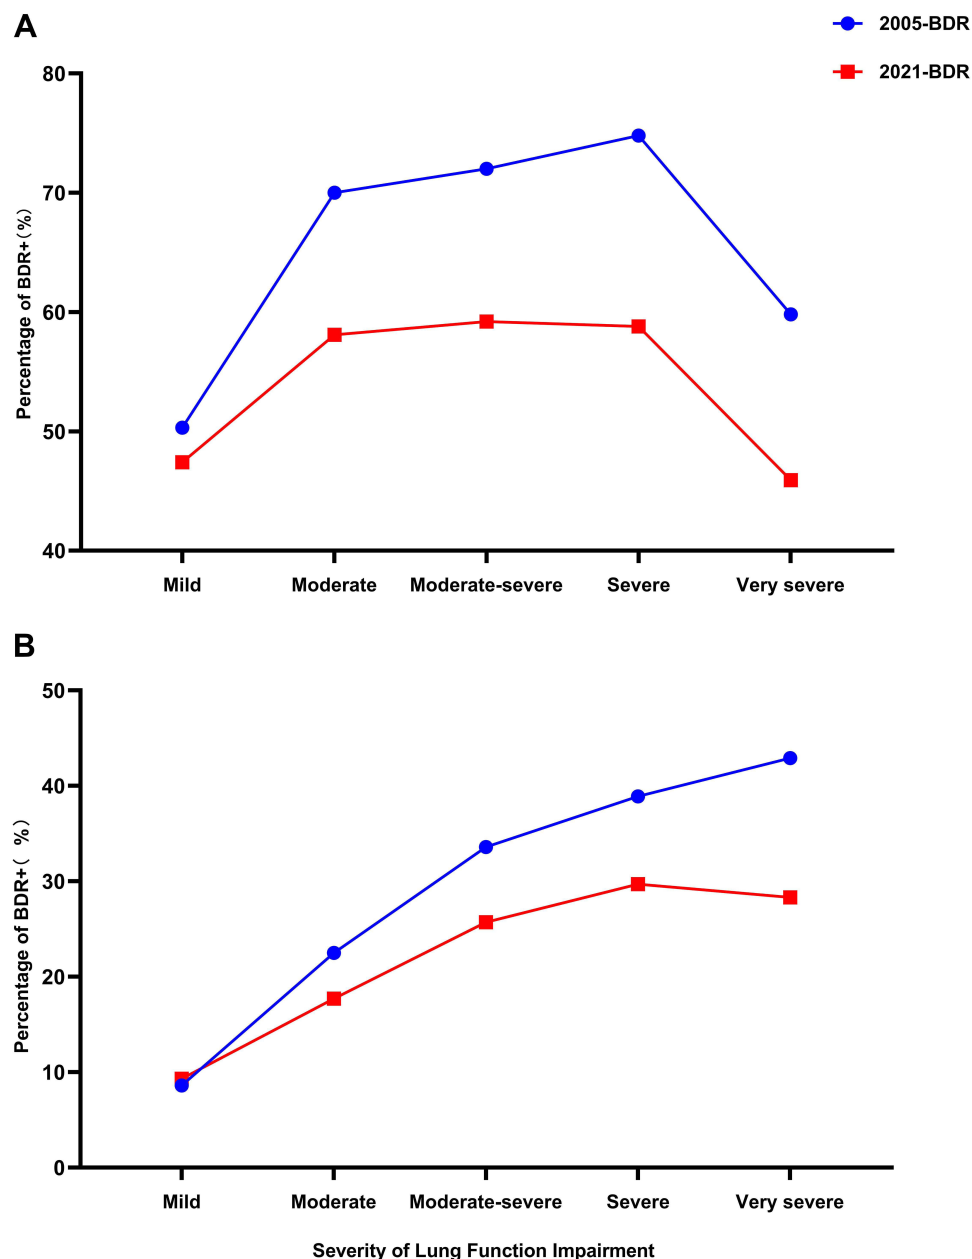 A
2005-BDR
2021-BDR
80
70
60
50
40
Percentage of BDR+(%)
Mild Moderate Moderate-severe Severe Very severe
B
50
40
30
20
10
0
Percentage of BDR+( %)
Mild Moderate Moderate-severe Severe Very severe
Severity of Lung Function Impairment